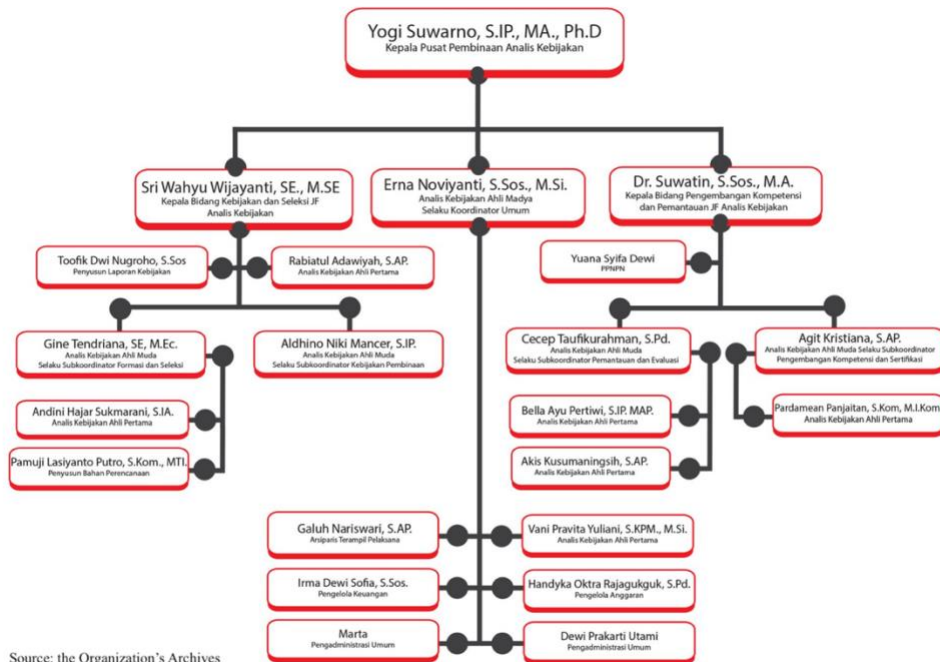 Yogi Suwarno, S.IP., MA., Ph.D
Kepala Pusat Pembinaan Analis Kebijakan
Sri Wahyu Wijayanti, SE., M.SE
Kepala Bidang Kebijakan dan Seleksi JF
Analis Kebijakan
Erna Noviyanti, S.Sos., M.Si.
Analis Kebijakan Ahli Madya
Selaku Koordinator Umum
Dr. Suwatin, S.Sos., M.A.
Kepala Bidang Pengembangan Kompetensi
dan Pemantauan JF Analis Kebijakan
Toofik Dwi Nugroho, S.Sos
Penyusun Laporan Kebijakan
Rabiatul Adawiyah, S.AP.
Analis Kebijakan Ahli Pertama
Yuana Syifa Dewi
PPNPN
Gine Tendriana, SE, M.Ec.
Analis Kebijakan Ahli Muda
Selaku Subkoordinator Formasi dan Seleksi
Aldhino Niki Mancer, S.IP.
Analis Kebijakan Ahli Muda
Selaku Subkoordinator Kebijakan Pembinaan
Cecep Taufikurahman, S.Pd.
Analis Kebijakan Ahli Muda
Selaku Subkoordinator Pemantauan dan Evaluasi
Agit Kristiana, S.AP.
Analis Kebijakan Ahli Muda Selaku Subkoordinator
Pengembangan Kompetensi dan Sertifikasi
Andini Hajar Sukmarani, S.IA.
Analis Kebijakan Ahli Pertama
Bella Ayu Pertiwi, S.IP. MAP.
Analis Kebijakan Ahli Pertama
Pardamean Panjaitan, S.Kom, M.I.Kom
Analis Kebijakan Ahli Pertama
Pamuji Lasiyanto Putro, S.Kom., MTI.
Penyusun Bahan Perencanaan
Akis Kusumaningsih, S.AP.
Analis Kebijakan Ahli Pertama
Galuh Nariswari, S.AP.
Arsiparis Terampil Pelaksana
Vani Pravita Yuliani, S.KPM., M.Si.
Analis Kebijakan Ahli Pertama
Irma Dewi Sofia, S.Sos.
Pengelola Keuangan
Handyka Oktra Rajagukguk, S.Pd.
Pengelola Anggaran
Marta
Pengadministrasi Umum
Dewi Prakarti Utami
Pengadministrasi Umum
Source: the Organization's Archives